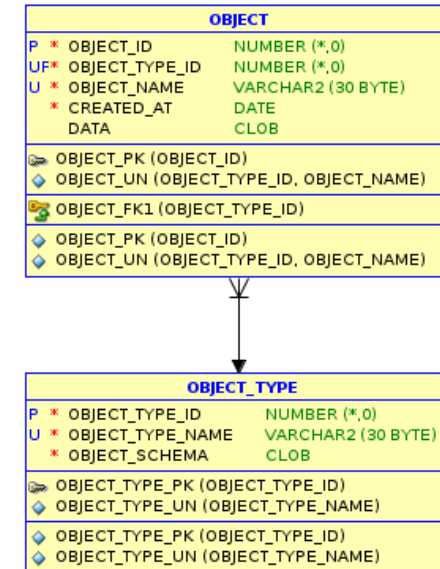 OBJECT
P * OBJECT_ID NUMBER (*,0)
UF* OBJECT_TYPE_ID NUMBER (*,0)
U * OBJECT_NAME VARCHAR2 (30 BYTE)
* CREATED_AT DATE
DATA CLOB
OBJECT_PK (OBJECT_ID)
OBJECT_UN (OBJECT_TYPE_ID, OBJECT_NAME)
OBJECT_FK1 (OBJECT_TYPE_ID)
OBJECT_PK (OBJECT_ID)
OBJECT_UN (OBJECT_TYPE_ID, OBJECT_NAME)
OBJECT_TYPE
P * OBJECT_TYPE_ID NUMBER (*,0)
U * OBJECT_TYPE_NAME VARCHAR2 (30 BYTE)
* OBJECT_SCHEMA CLOB
OBJECT_TYPE_PK (OBJECT_TYPE_ID)
OBJECT_TYPE_UN (OBJECT_TYPE_NAME)
OBJECT_TYPE_PK (OBJECT_TYPE_ID)
OBJECT_TYPE_UN (OBJECT_TYPE_NAME)